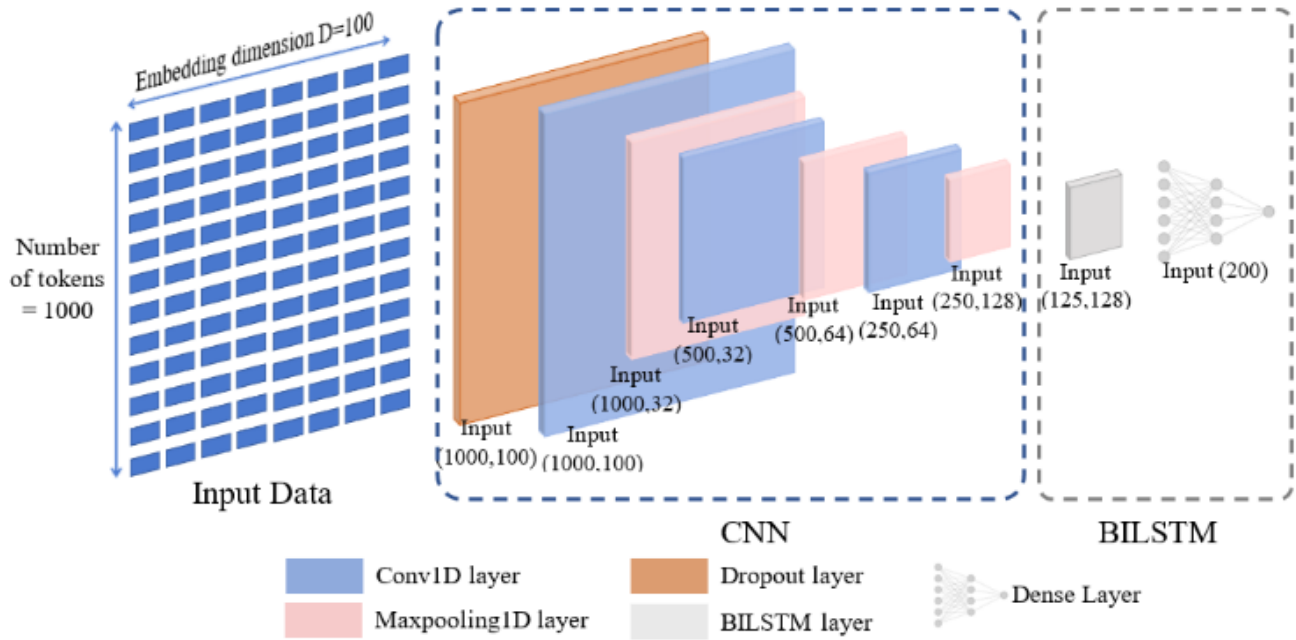 Embedding dimension D=100
Number
of tokens
= 1000
Input Data
Input
(1000,100)
Input
(1000,100)
Input
(1000,32)
Input
(500,32)
Input
(500,64)
Input
(250,64)
Input
(250,128)
Input
(125,128)
Input (200)
CNN
BILSTM
Conv1D layer
Dropout layer
Maxpooling1D layer
BILSTM layer
Dense Layer